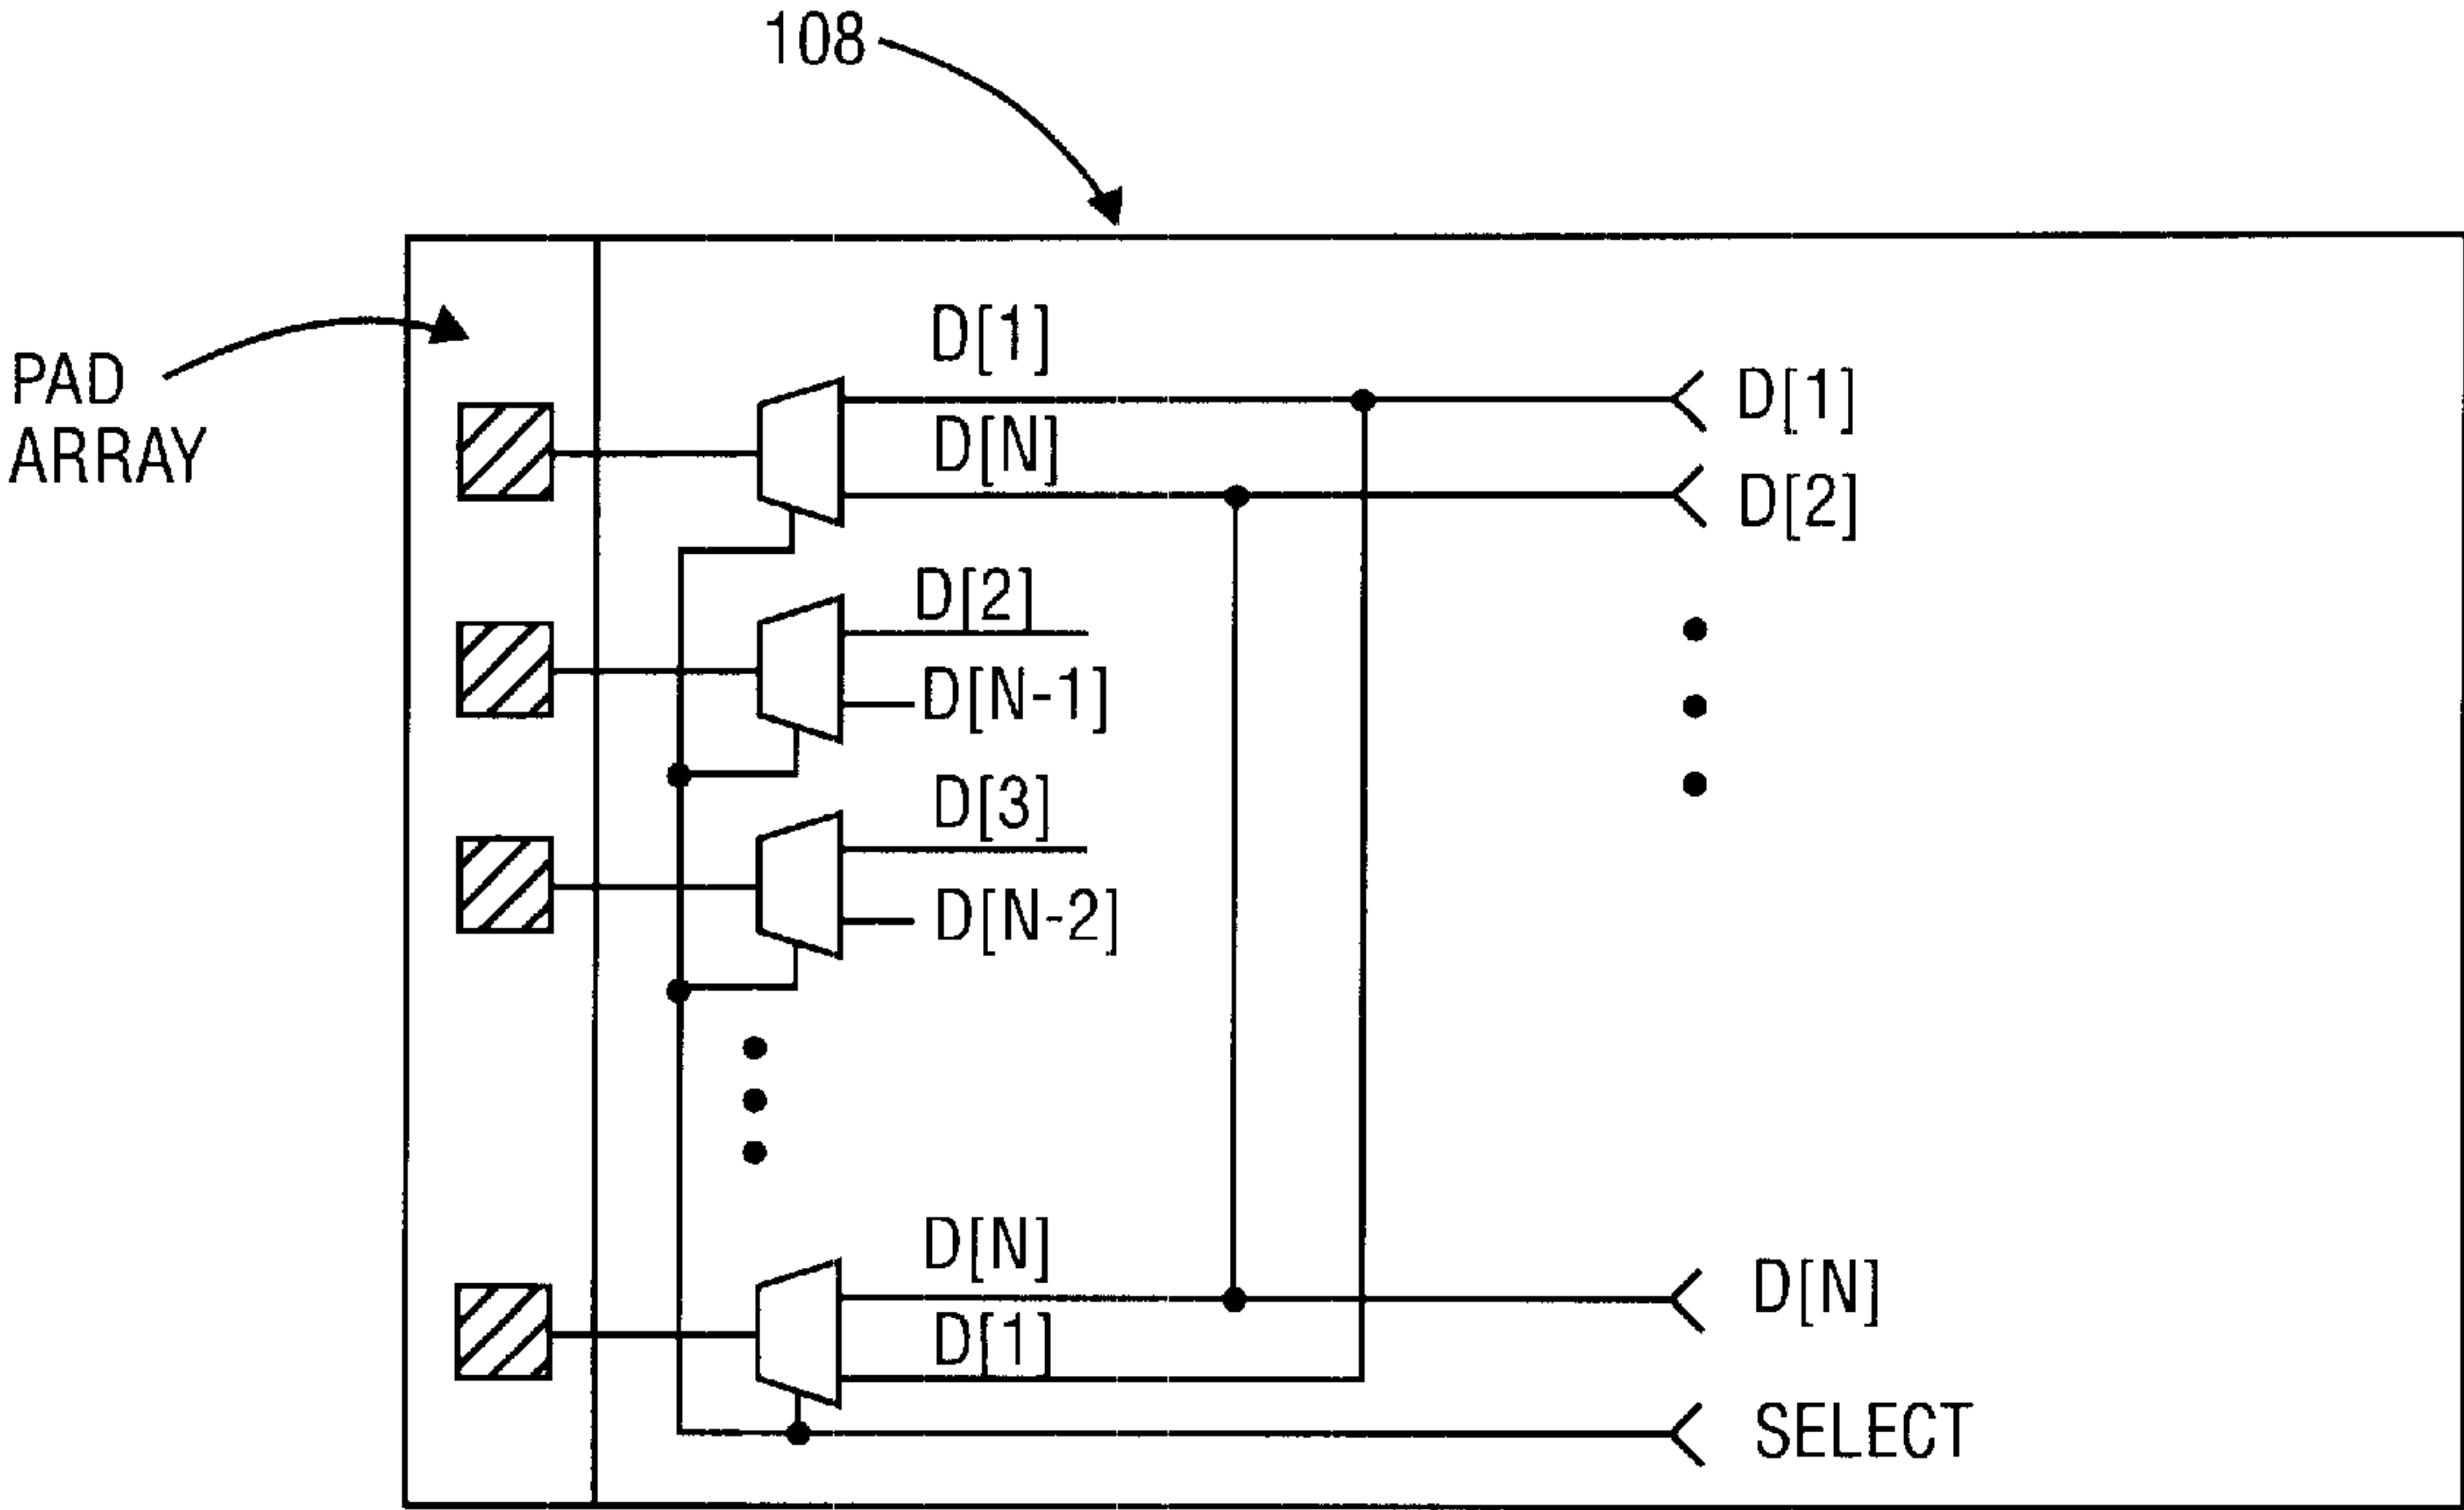 108
PAD
ARRAY
D[1]
D[1]
D[N]
D[2]
D[2]
D[N-1]
D[3]
D[N-2]
D[N]
D[N]
D[1]
SELECT